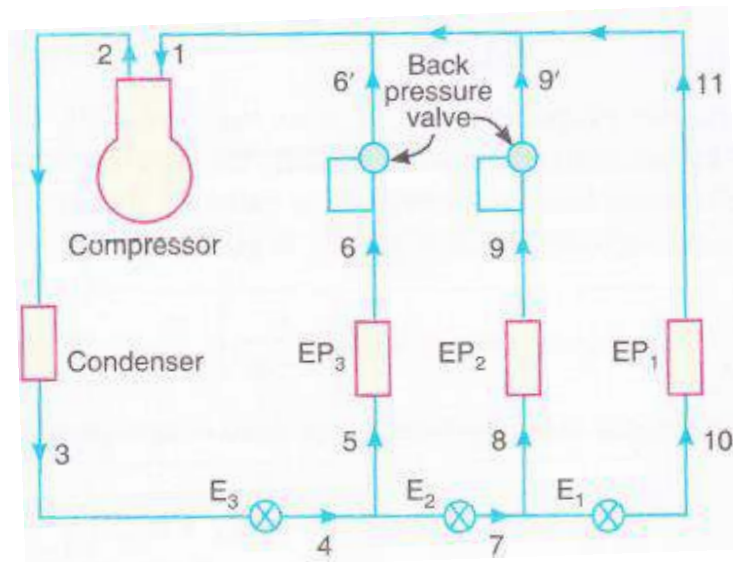 2
1
6′
Back
pressure
valve
9′
11
Compressor
6
9
Condenser
EP3
EP2
EP1
3
5
8
10
E3
E2
E1
4
7